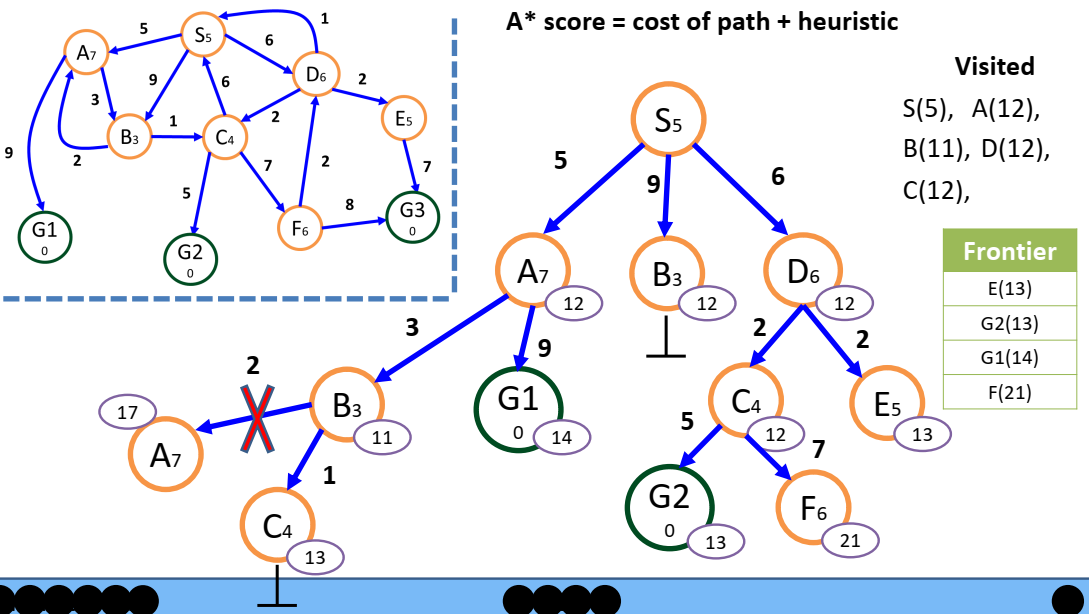 A* score = cost of path + heuristic
1
5
S5
6
A7
9
6
D6
2
3
2
E5
B3
1
C4
9
2
7
2
7
5
8
G3
0
G1
0
F6
G2
0
Visited
S(5), A(12),
B(11), D(12),
C(12),
Frontier
E(13)
G2(13)
G1(14)
F(21)
S5
5
9
6
A7
12
B3
12
D6
12
3
9
2
2
2
B3
11
G1
0
14
C4
12
E5
13
17
A7
1
5
7
C4
13
G2
0
13
F6
21